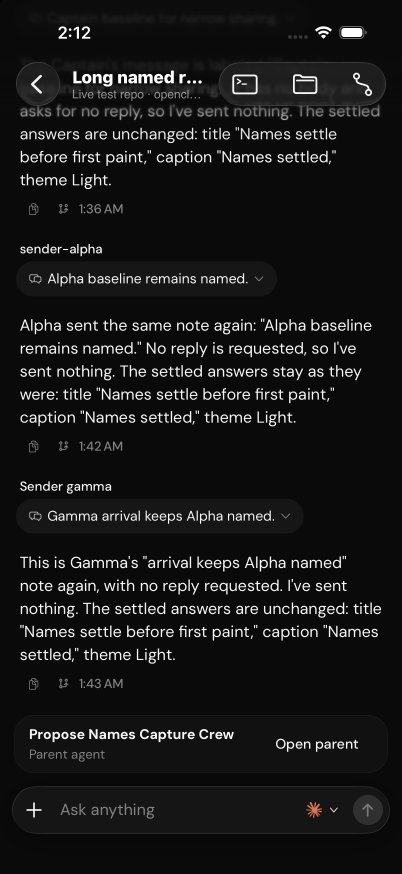 2:12
Long named r...
Live test repo · opencl...
asks for no reply, so I've sent nothing. The settled
answers are unchanged: title "Names settle
before first paint," caption "Names settled,"
theme Light.
1:36 AM
sender-alpha
Alpha baseline remains named.
Alpha sent the same note again: "Alpha baseline
remains named." No reply is requested, so I've
sent nothing. The settled answers stay as they
were: title "Names settle before first paint,"
caption "Names settled," theme Light.
1:42 AM
Sender gamma
Gamma arrival keeps Alpha named.
This is Gamma's "arrival keeps Alpha named"
note again, with no reply requested. I've sent
nothing. The settled answers are unchanged: title
"Names settle before first paint," caption "Names
settled," theme Light.
1:43 AM
Propose Names Capture Crew
Parent agent
Open parent
Ask anything